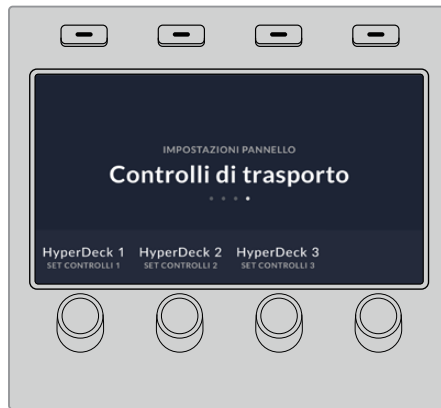 IMPOSTAZIONI PANNELLO
Controlli di trasporto
HyperDeck 1 HyperDeck 2 HyperDeck 3
SET CONTROLLI 1 SET CONTROLLI 2 SET CONTROLLI 3